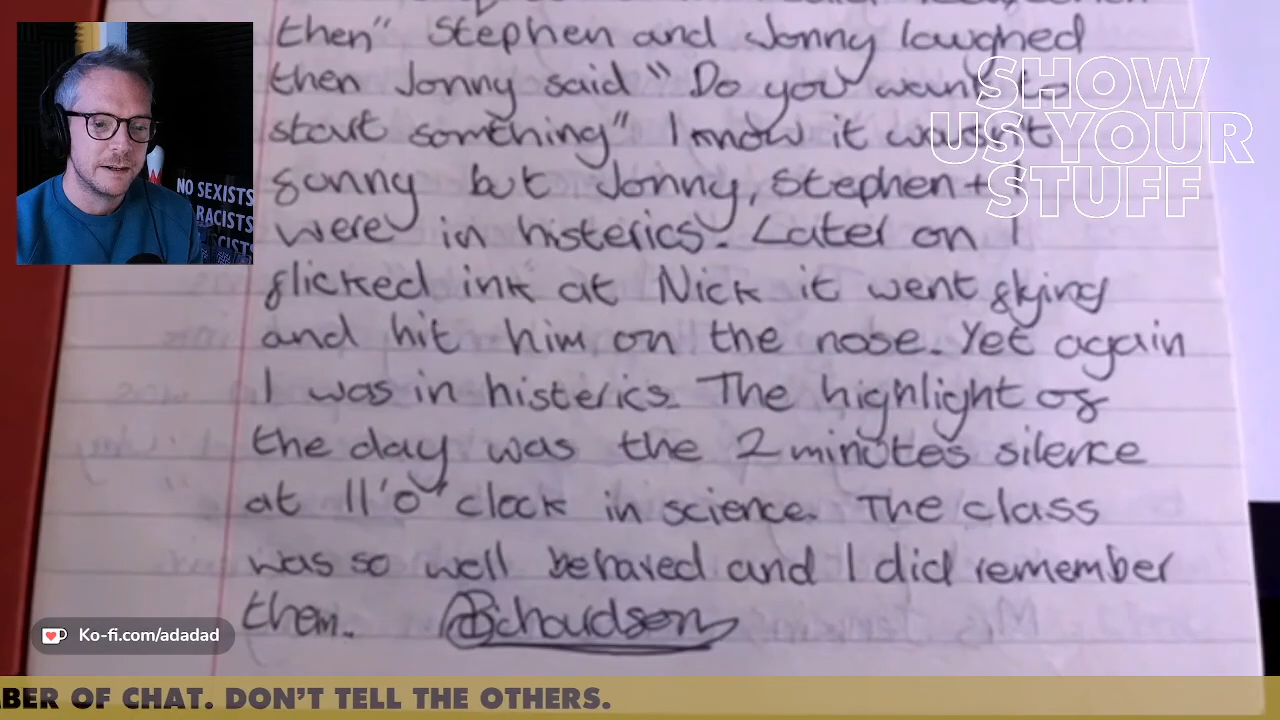 then" Stephen and Jonny laughed
then Jonny said " Do you want to
start somthing" I know it wasn't
funny but Jonny, Stephen + I
were in histerics. Later on I
flicked ink at Nick it went flying
and hit him on the nose. Yet again
I was in histerics. The highlight of
the day was the 2 minutes silence
at 11'o'clock in science. The class
was so well behaved and I did remember
them. Richardson
SHOW
US YOUR
STUFF
NO SEXISTS
RACISTS
Ko-fi.com/adadad
BER OF CHAT. DON'T TELL THE OTHERS.